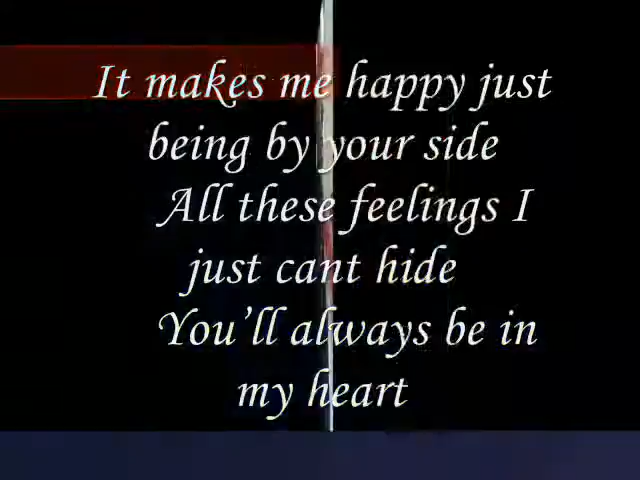 It makes me happy just
being by your side
All these feelings I
just cant hide
You'll always be in
my heart